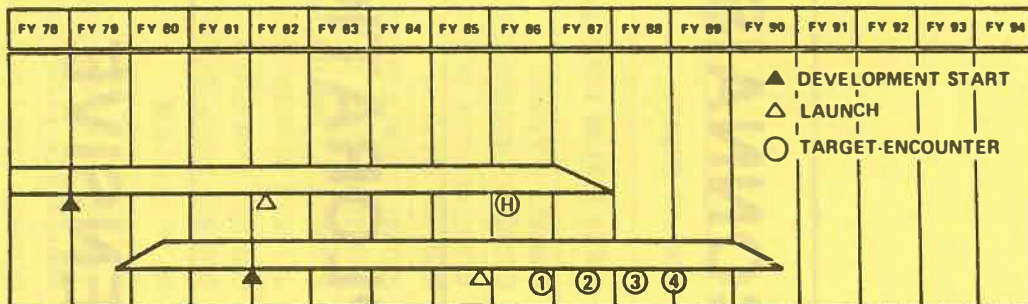 FY 78 FY 79 FY 80 FY 81 FY 82 FY 83 FY 84 FY 85 FY 86 FY 87 FY 88 FY 89 FY 90 FY 91 FY 92 FY 93 FY 94
▲ DEVELOPMENT START
△ LAUNCH
○ TARGET-ENCOUNTER
H
1 2 3 4